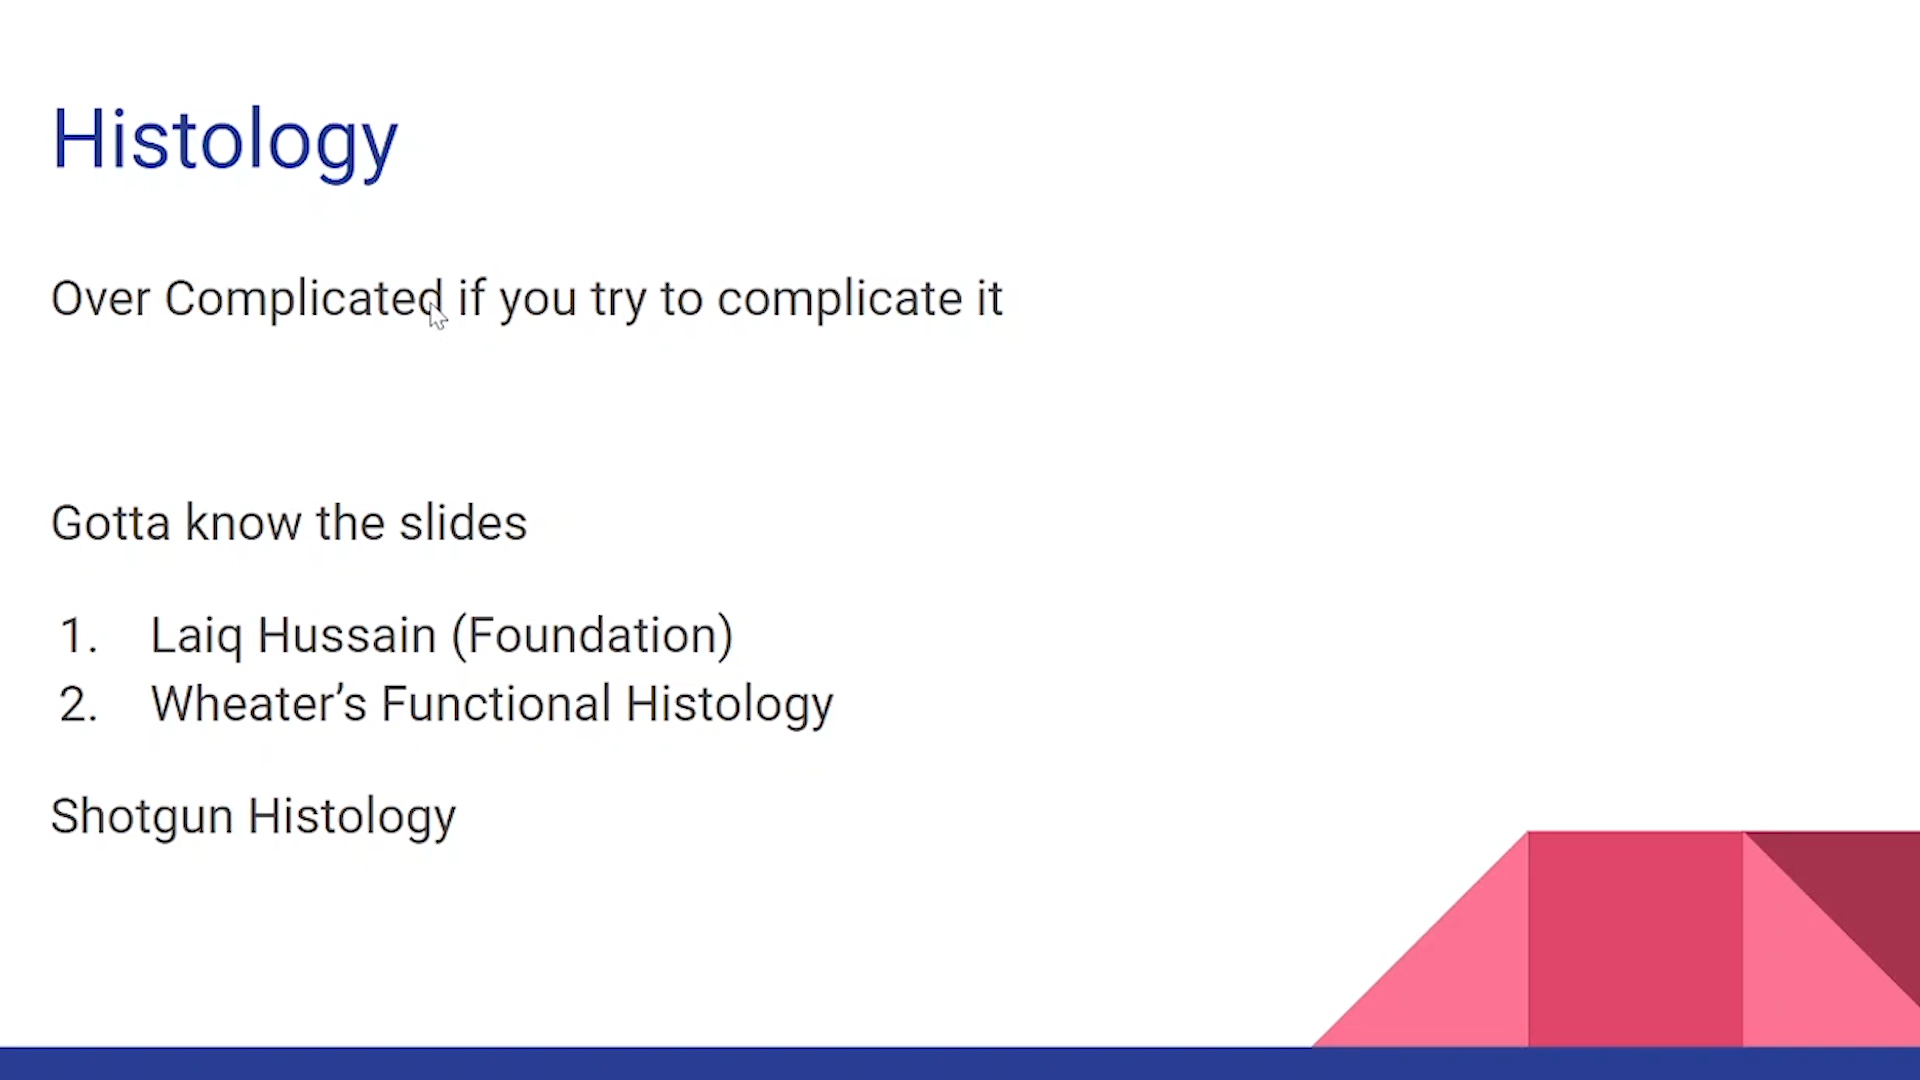 Histology
Over Complicated if you try to complicate it
Gotta know the slides
1. Laiq Hussain (Foundation)
2. Wheater’s Functional Histology
Shotgun Histology